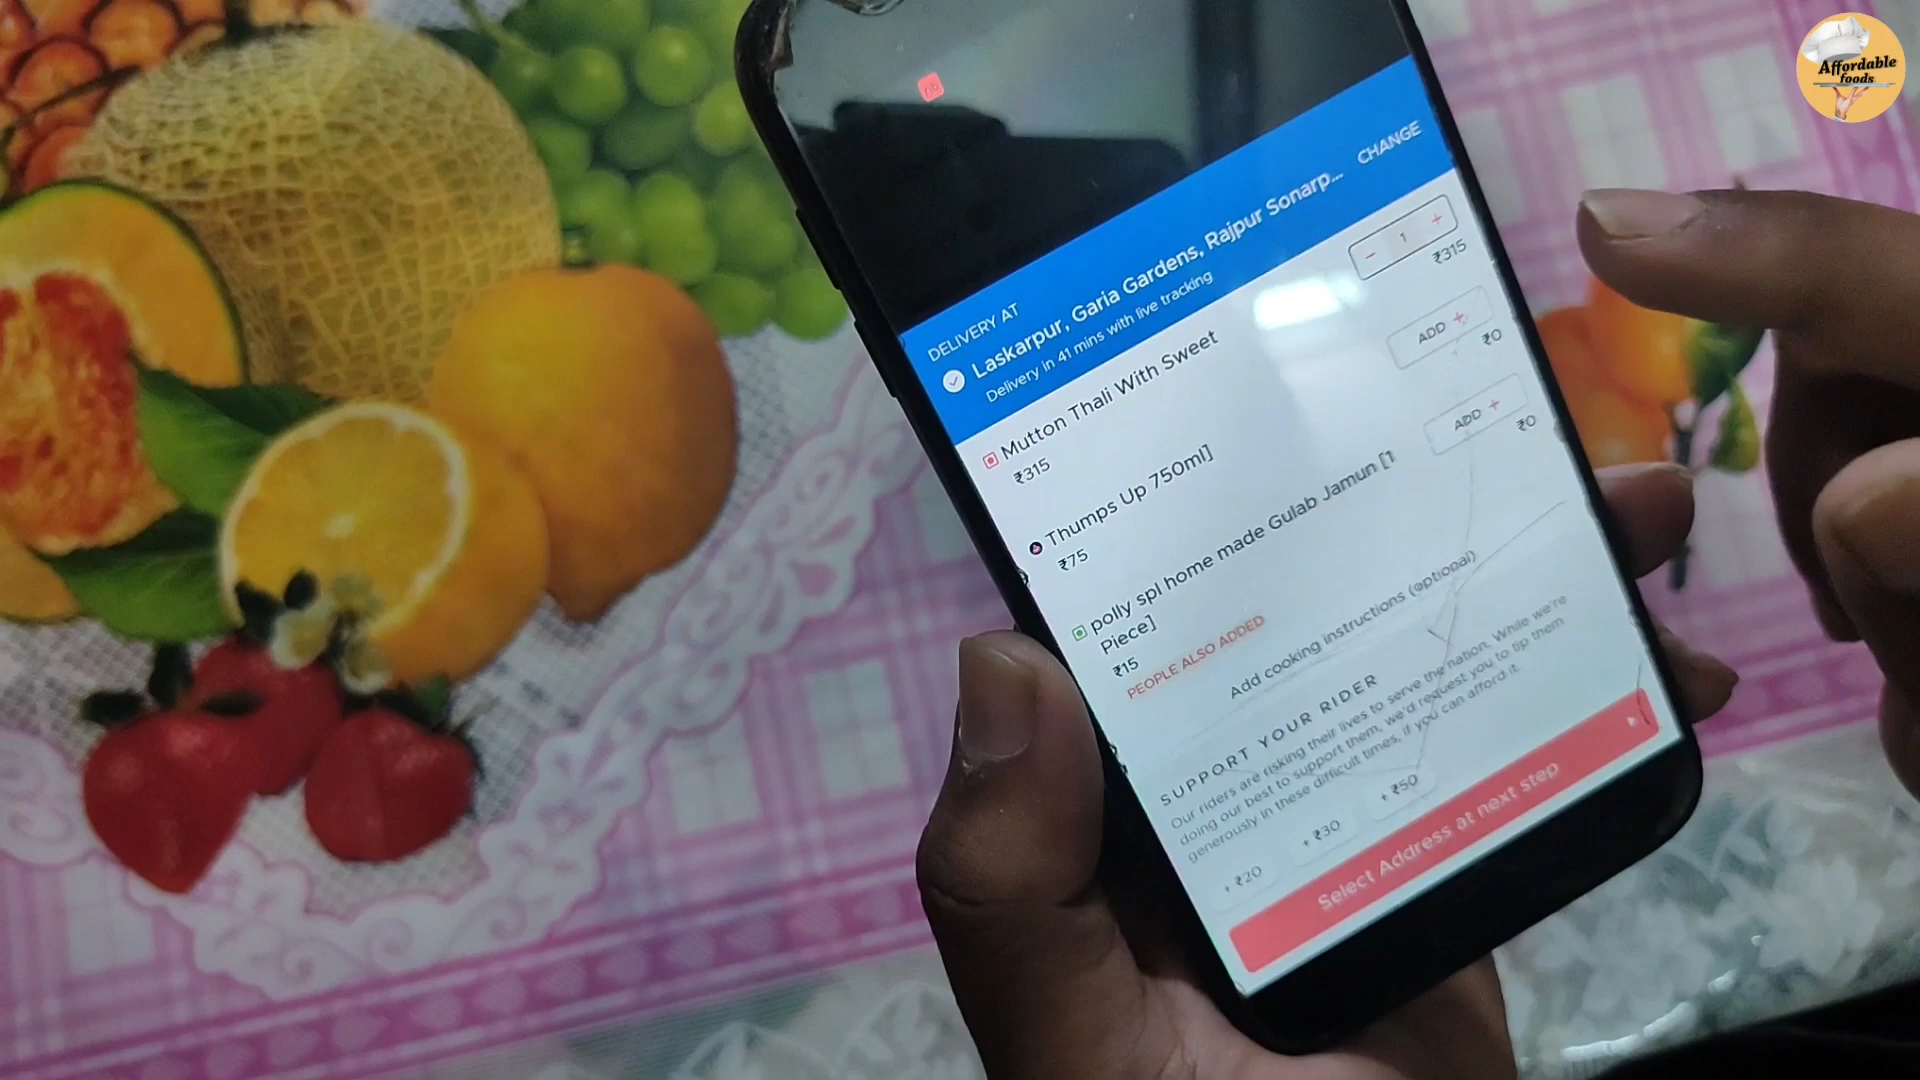 Affordable
foods
DELIVERY AT
Laskarpur, Garia Gardens, Rajpur Sonarp...
CHANGE
Delivery in 41 mins with live tracking
Mutton Thali With Sweet
₹315
- 1 +
₹315
Thumps Up 750ml]
₹75
ADD +
₹0
polly spl home made Gulab Jamun [1
Piece]
₹15
ADD +
₹0
PEOPLE ALSO ADDED
Add cooking instructions (optional)
SUPPORT YOUR RIDER
Our riders are risking their lives to serve the nation. While we're
doing our best to support them, we'd request you to tip them
generously in these difficult times, if you can afford it.
+ ₹20
+ ₹30
+ ₹50
Select Address at next step